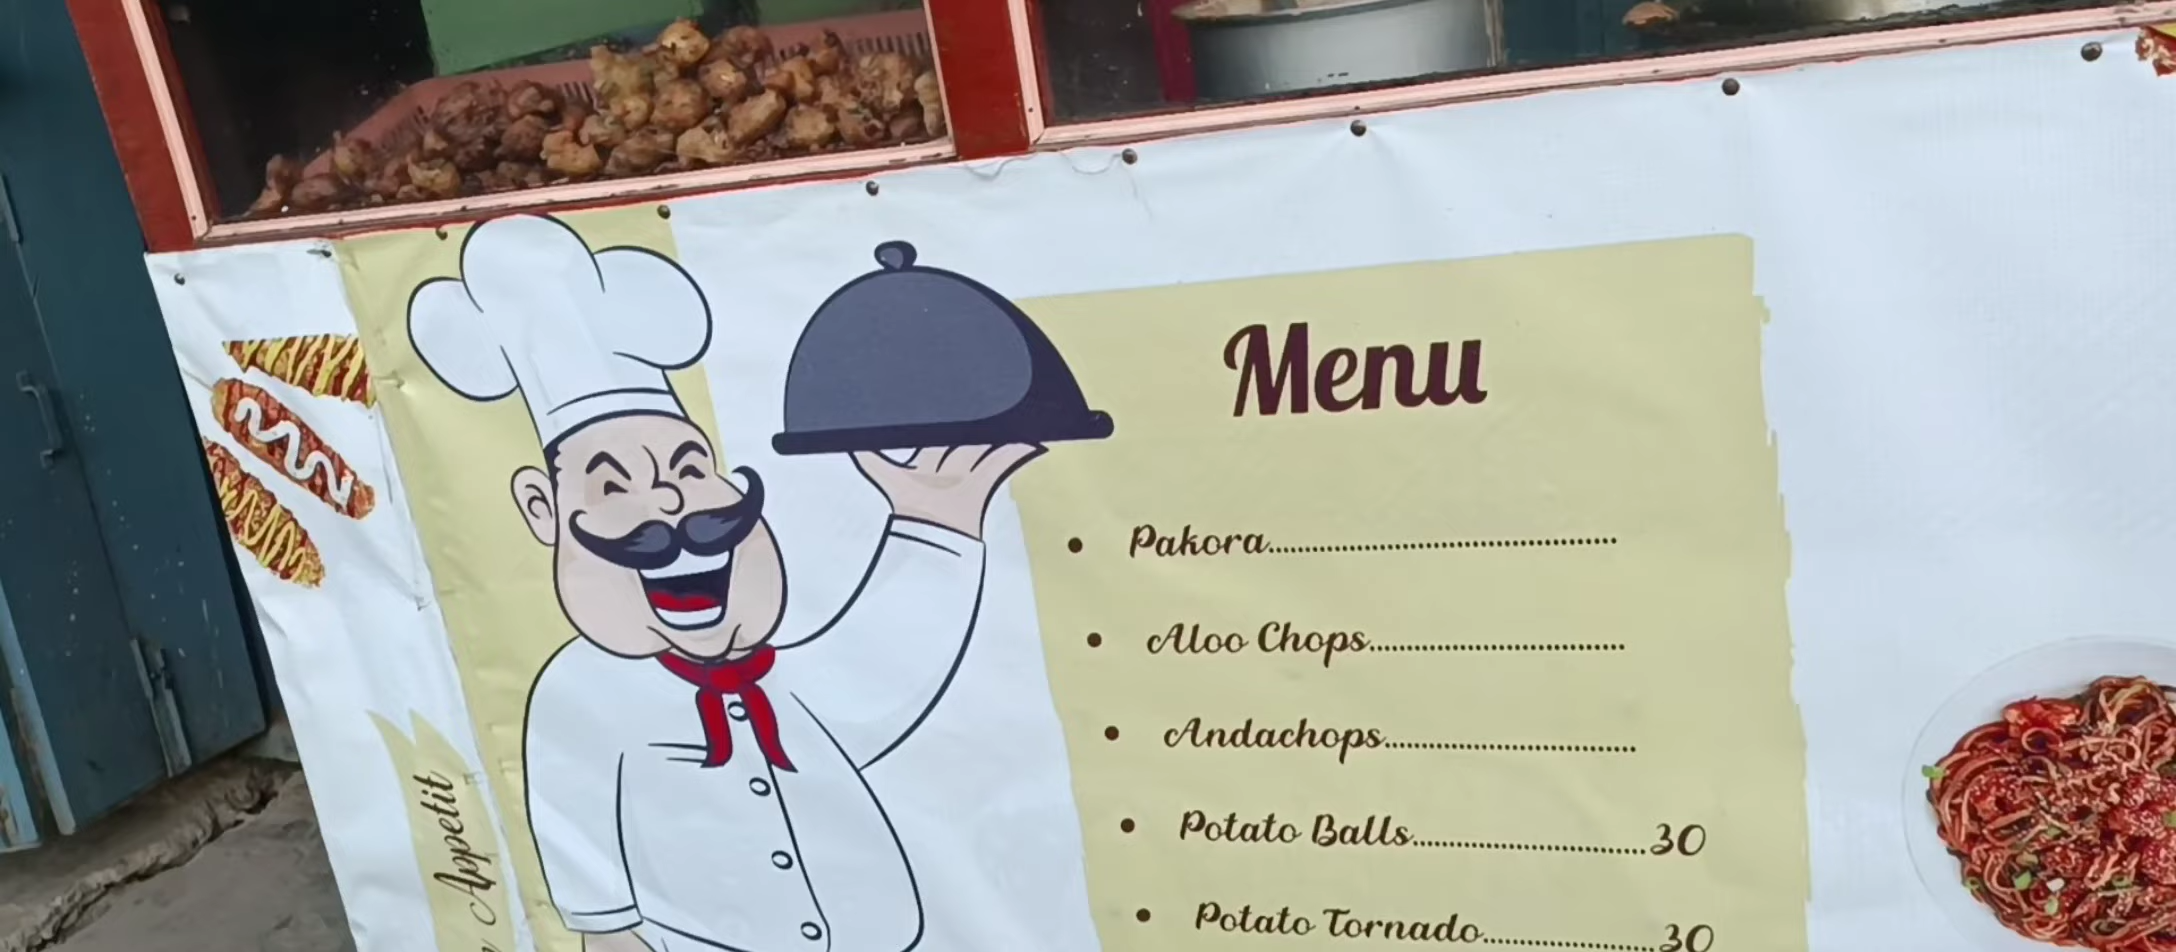 Menu
• Pakora........................................
• Aloo Chops..............................
• Andachops.............................
• Potato Balls...........................30
• Potato Tornado....................30
Appetit